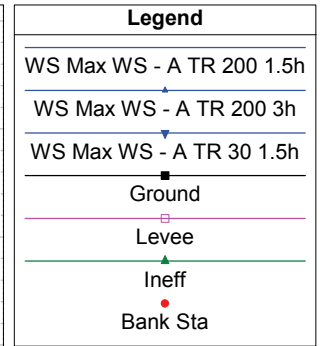 Legend
WS Max WS - A TR 200 1.5h
WS Max WS - A TR 200 3h
WS Max WS - A TR 30 1.5h
Ground
Levee
Ineff
Bank Sta